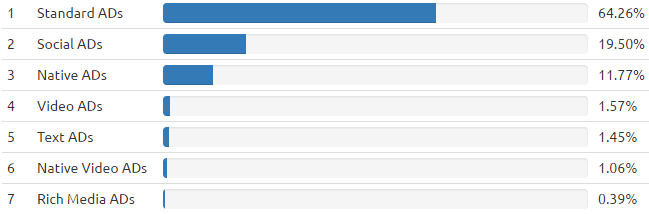 1 Standard ADs 64.26%
2 Social ADs 19.50%
3 Native ADs 11.77%
4 Video ADs 1.57%
5 Text ADs 1.45%
6 Native Video ADs 1.06%
7 Rich Media ADs 0.39%